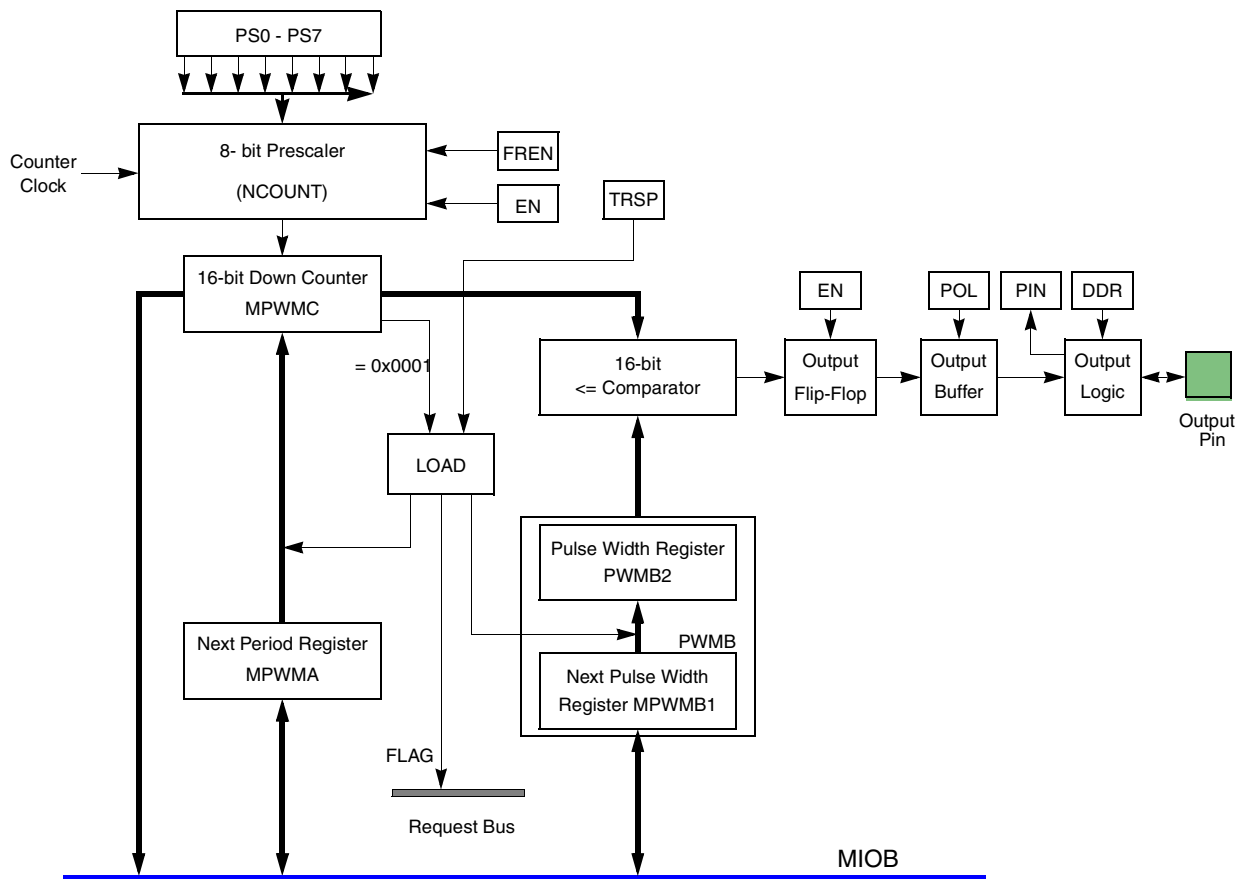 PS0 - PS7
8- bit Prescaler
(NCOUNT)
Counter
Clock
FREN
EN
TRSP
16-bit Down Counter
MPWMC
= 0x0001
EN
POL
PIN
DDR
16-bit
<= Comparator
Output
Flip-Flop
Output
Buffer
Output
Logic
Output
Pin
LOAD
Pulse Width Register
PWMB2
PWMB
Next Period Register
MPWMA
Next Pulse Width
Register MPWMB1
FLAG
Request Bus
MIOB